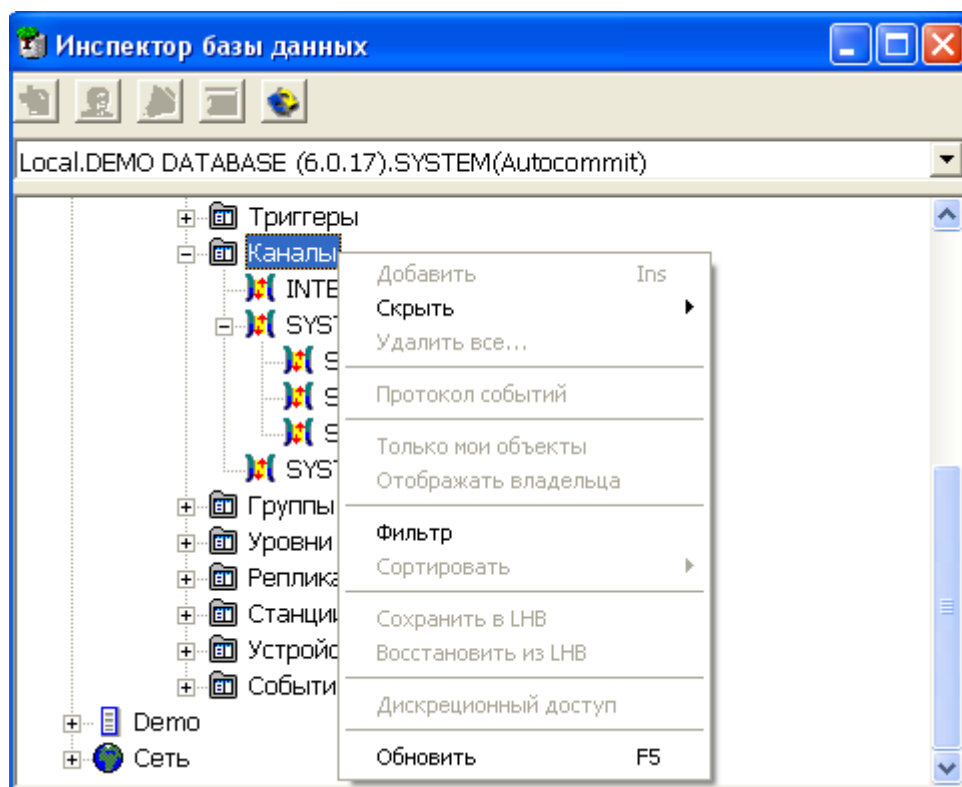 Инспектор базы данных
Local.DEMO DATABASE (6.0.17).SYSTEM(Autocommit)
Триггеры
Каналы
INTE
SYST
S
S
S
SYST
Группы
Уровни
Реплика
Станции
Устройс
Событи
Demo
Сеть
Добавить Ins
Скрыть
Удалить все...
Протокол событий
Только мои объекты
Отображать владельца
Фильтр
Сортировать
Сохранить в LHB
Восстановить из LHB
Дискреционный доступ
Обновить F5